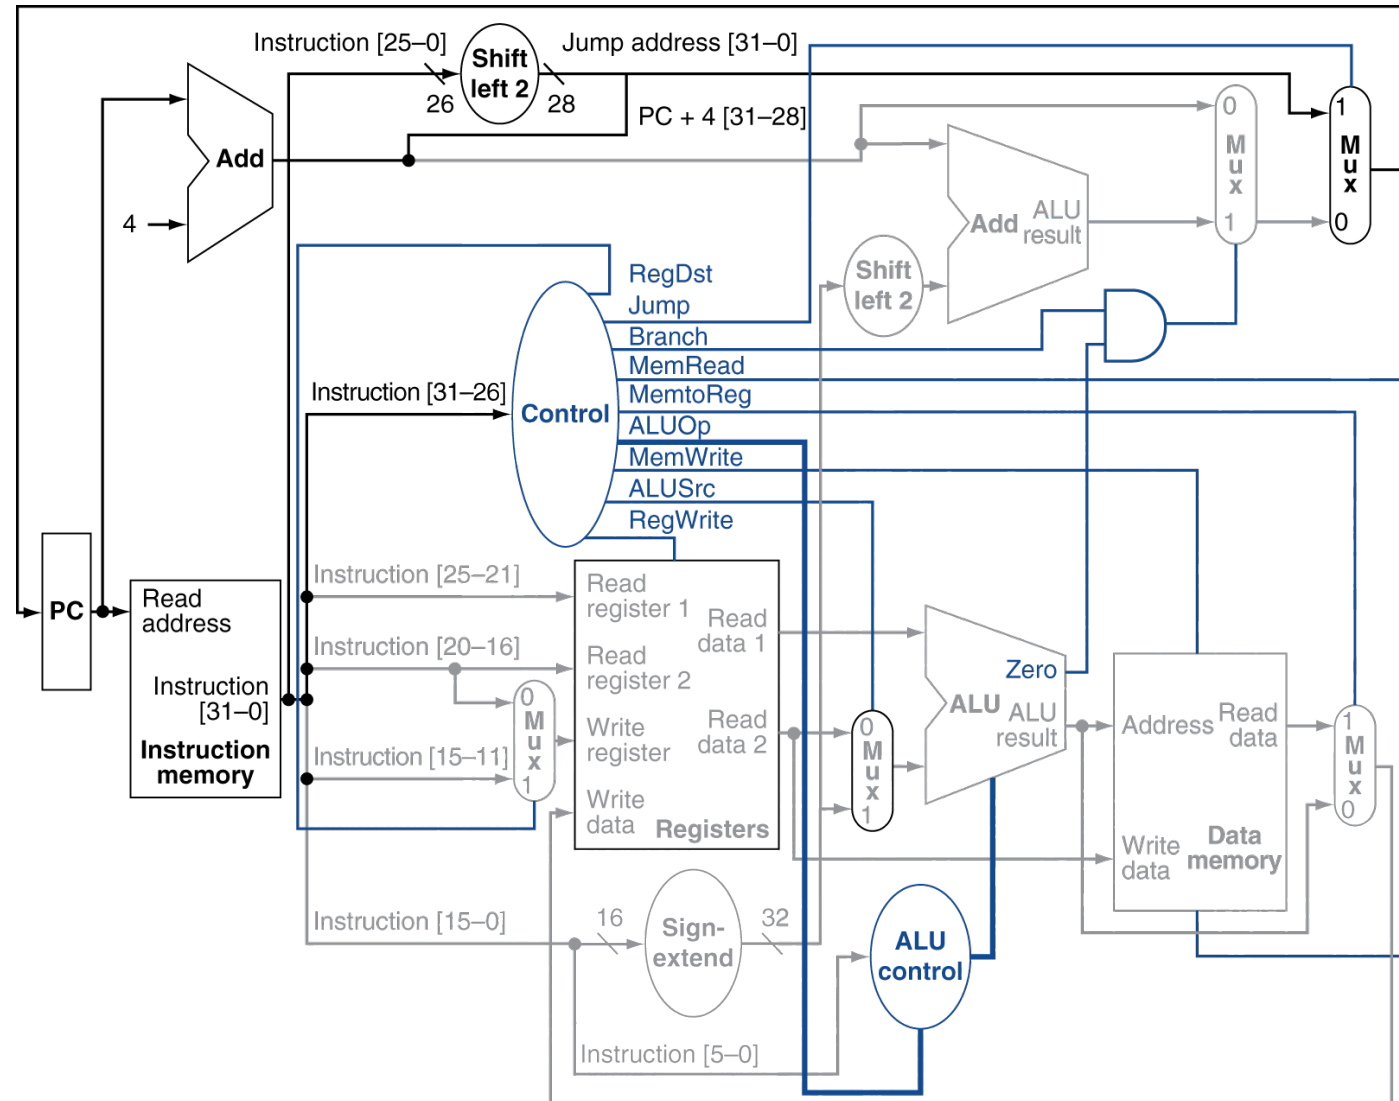 Instruction [25–0]
Shift
left 2
Jump address [31–0]
26
28
PC + 4 [31–28]
Add
4
0
M
u
x
1
1
M
u
x
0
Add
ALU
result
Shift
left 2
RegDst
Jump
Branch
MemRead
MemtoReg
ALUOp
MemWrite
ALUSrc
RegWrite
Instruction [31–26]
Control
PC
Read
address
Instruction
[31–0]
Instruction
memory
Instruction [25–21]
Instruction [20–16]
Instruction [15–11]
0
M
u
x
1
Read
register 1
Read
register 2
Write
register
Write
data
Read
data 1
Read
data 2
Registers
0
M
u
x
1
Zero
ALU
ALU
result
Address
Read
data
Write
data
Data
memory
1
M
u
x
0
Instruction [15–0]
16
Sign-
extend
32
ALU
control
Instruction [5–0]